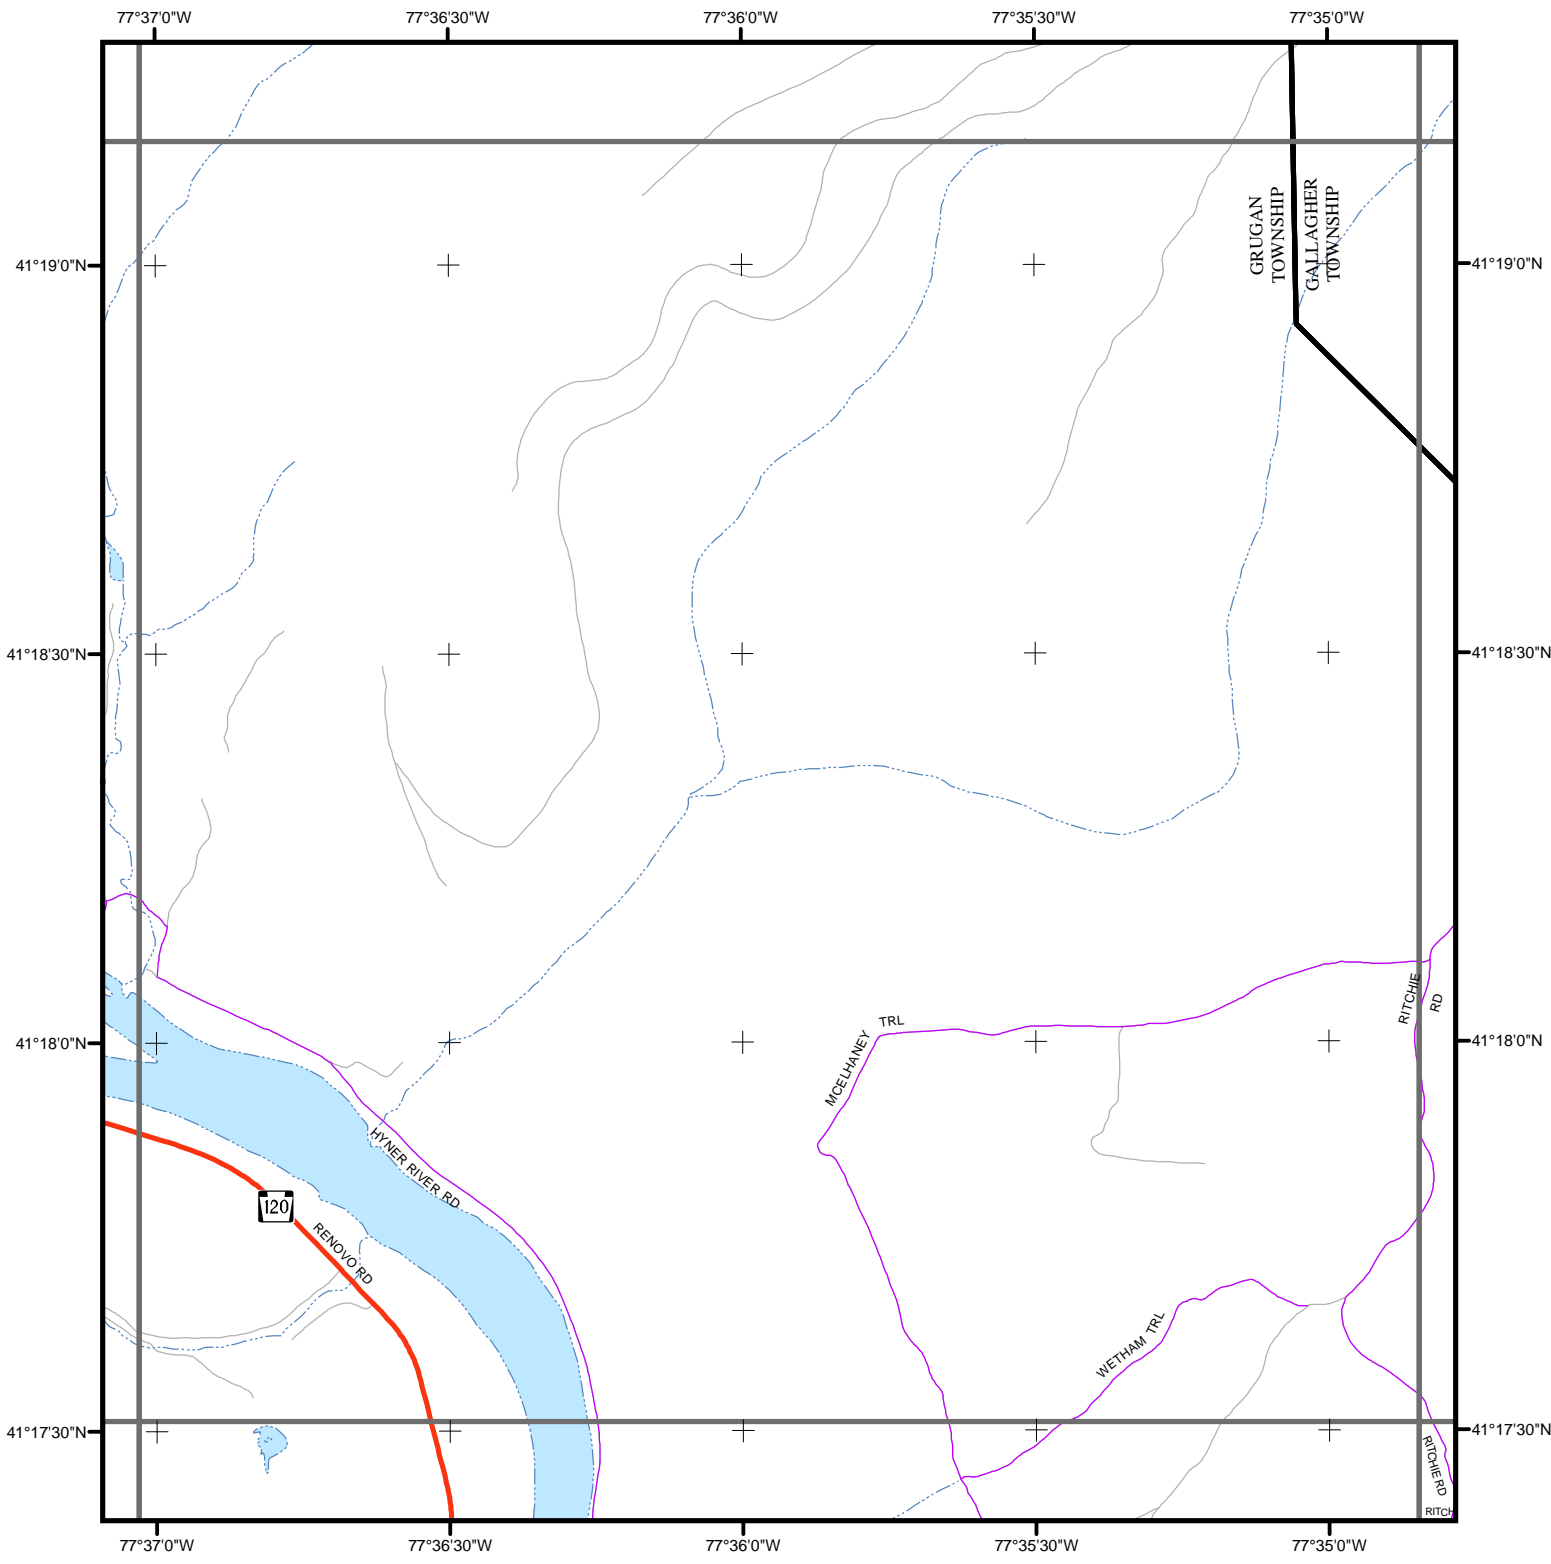 77°37'0"W
77°36'30"W
77°36'0"W
77°35'30"W
77°35'0"W
GRUGAN
TOWNSHIP
GALLAGHER
TOWNSHIP
41°19'0"N
41°19'0"N
41°18'30"N
41°18'30"N
RITCHIE
RD
TRL
MCELHANEY
41°18'0"N
41°18'0"N
HYNER RIVER RD
120
RENOVO RD
WETHAM TRL
41°17'30"N
41°17'30"N
RITCHIE RD
RITCH
77°37'0"W
77°36'30"W
77°36'0"W
77°35'30"W
77°35'0"W